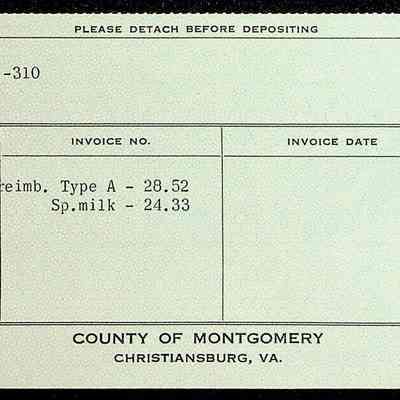 PLEASE DETACH BEFORE DEPOSITING
-310
INVOICE NO. INVOICE DATE
reimb. Type A - 28.52
Sp.milk - 24.33
COUNTY OF MONTGOMERY
CHRISTIANSBURG, VA.